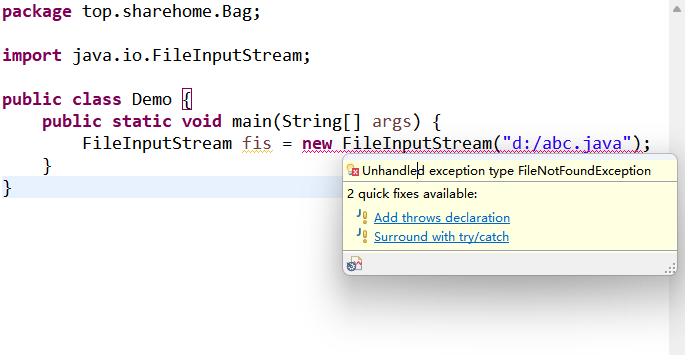 package top.sharehome.Bag;
import java.io.FileInputStream;
public class Demo {
public static void main(String[] args) {
FileInputStream fis = new FileInputStream("d:/abc.java");
}
}
Unhandled exception type FileNotFoundException
2 quick fixes available:
Add throws declaration
Surround with try/catch